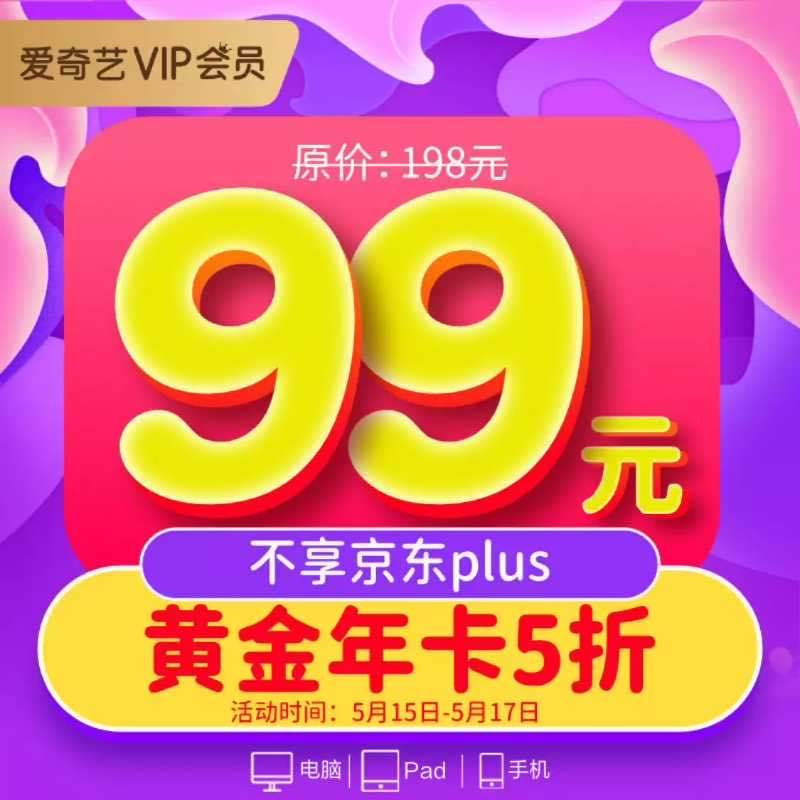 爱奇艺VIP会员
原价：198元
99元
不享京东plus
黄金年卡5折
活动时间：5月15日-5月17日
电脑 | Pad | 手机